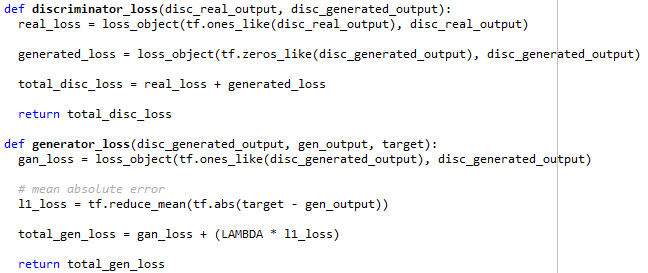 def discriminator_loss(disc_real_output, disc_generated_output):
  real_loss = loss_object(tf.ones_like(disc_real_output), disc_real_output)

  generated_loss = loss_object(tf.zeros_like(disc_generated_output), disc_generated_output)

  total_disc_loss = real_loss + generated_loss

  return total_disc_loss

def generator_loss(disc_generated_output, gen_output, target):
  gan_loss = loss_object(tf.ones_like(disc_generated_output), disc_generated_output)

  # mean absolute error
  l1_loss = tf.reduce_mean(tf.abs(target - gen_output))

  total_gen_loss = gan_loss + (LAMBDA * l1_loss)

  return total_gen_loss